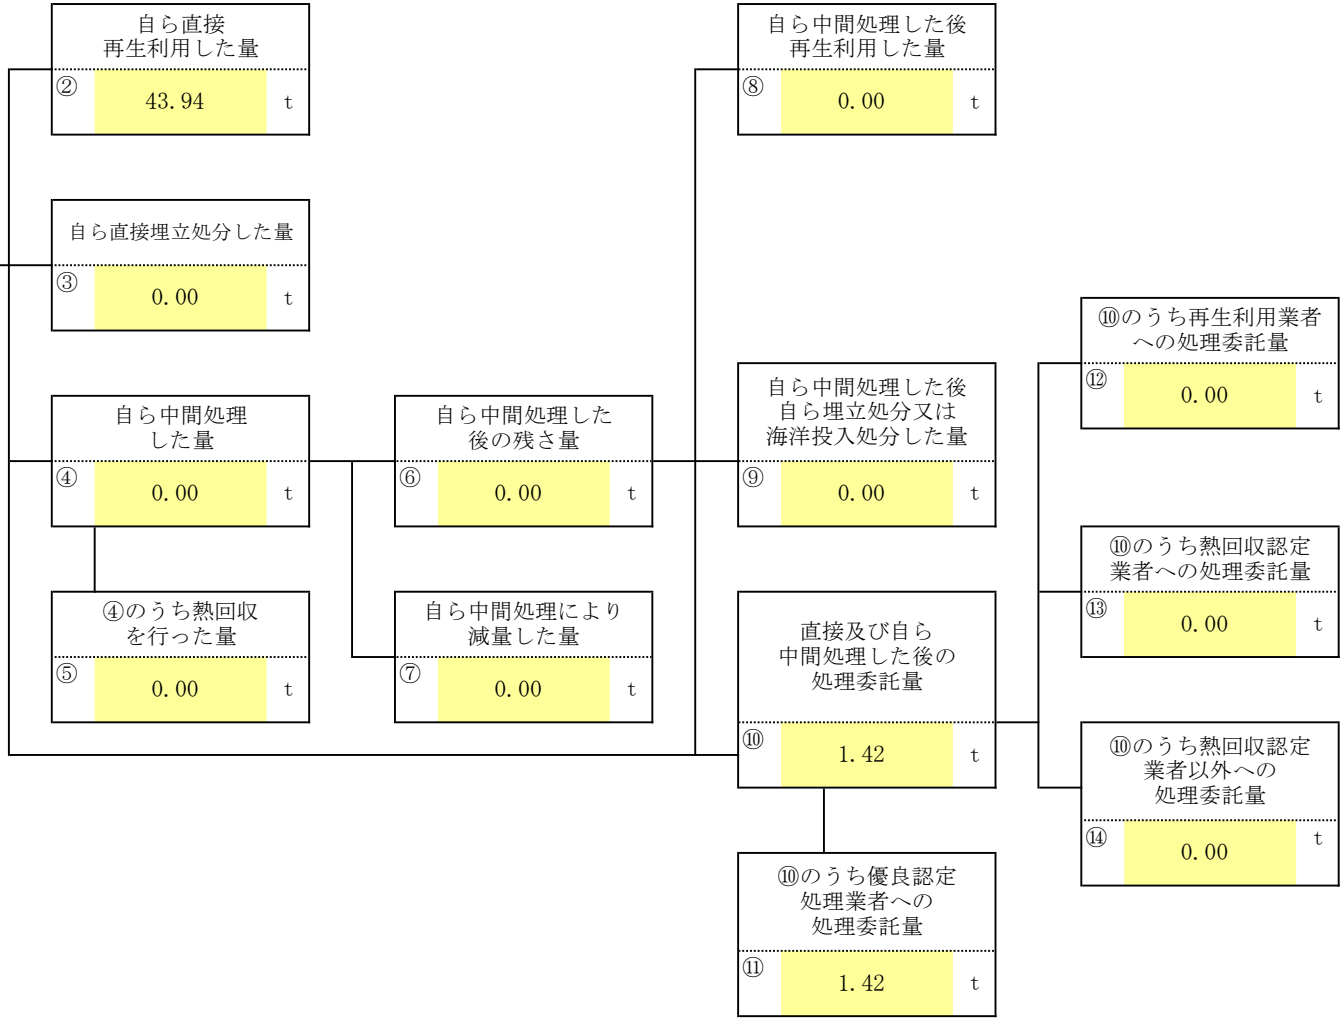 自ら直接
再生利用した量
② 43.94 t
自ら中間処理した後
再生利用した量
⑧ 0.00 t
自ら直接埋立処分した量
③ 0.00 t
⑩のうち再生利用業者
への処理委託量
⑫ 0.00 t
自ら中間処理
した量
④ 0.00 t
自ら中間処理した
後の残さ量
⑥ 0.00 t
自ら中間処理した後
自ら埋立処分又は
海洋投入処分した量
⑨ 0.00 t
⑩のうち熱回収認定
業者への処理委託量
⑬ 0.00 t
④のうち熱回収
を行った量
⑤ 0.00 t
自ら中間処理により
減量した量
⑦ 0.00 t
直接及び自ら
中間処理した後の
処理委託量
⑩ 1.42 t
⑩のうち熱回収認定
業者以外への
処理委託量
⑭ 0.00 t
⑩のうち優良認定
処理業者への
処理委託量
⑪ 1.42 t